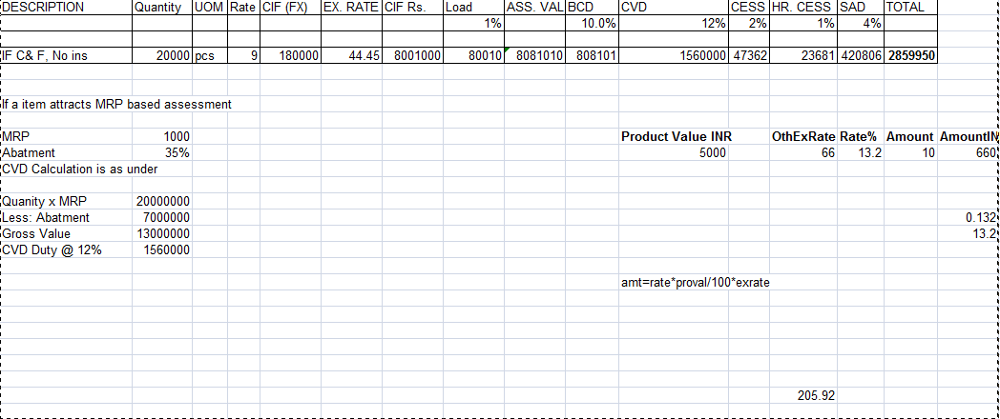 DESCRIPTION Quantity UOM Rate CIF (FX) EX. RATE CIF Rs. Load ASS. VAL BCD CVD CESS HR. CESS SAD TOTAL
1% 10.0% 12% 2% 1% 4%
IF C& F, No ins 20000 pcs 9 180000 44.45 8001000 80010 8081010 808101 1560000 47362 23681 420806 2859950
If a item attracts MRP based assessment
MRP 1000 Product Value INR OthExRate Rate% Amount AmountIN
Abatment 35% 5000 66 13.2 10 660
CVD Calculation is as under
Quanity x MRP 20000000
Less: Abatment 7000000 0.132
Gross Value 13000000 13.2
CVD Duty @ 12% 1560000
amt=rate*proval/100*exrate
205.92